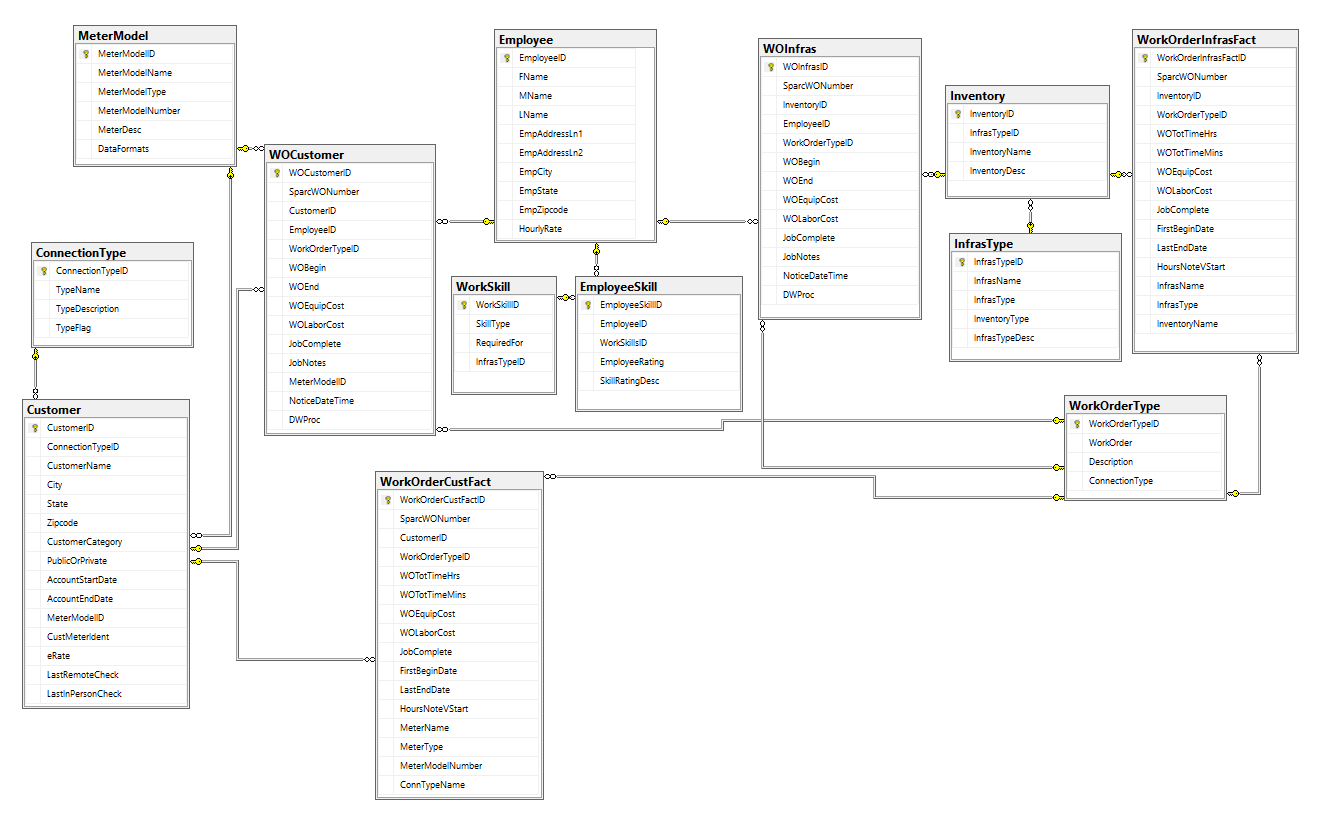 MeterModel
MeterModelID
MeterModelName
MeterModelType
MeterModelNumber
MeterDesc
DataFormats
ConnectionType
ConnectionTypeID
TypeName
TypeDescription
TypeFlag
Customer
CustomerID
ConnectionTypeID
CustomerName
City
State
Zipcode
CustomerCategory
PublicOrPrivate
AccountStartDate
AccountEndDate
MeterModelID
CustMeterIdent
eRate
LastRemoteCheck
LastInPersonCheck
WOCustomer
WOCustomerID
SparcWONumber
CustomerID
EmployeeID
WorkOrderTypeID
WOBegin
WOEnd
WOEquipCost
WOLaborCost
JobComplete
JobNotes
MeterModelID
NoticeDateTime
DWProc
Employee
EmployeeID
FName
MName
LName
EmpAddressLn1
EmpAddressLn2
EmpCity
EmpState
EmpZipcode
HourlyRate
WorkSkill
WorkSkillID
SkillType
RequiredFor
InfrasTypeID
EmployeeSkill
EmployeeSkillID
EmployeeID
WorkSkillsID
EmployeeRating
SkillRatingDesc
WorkOrderCustFact
WorkOrderCustFactID
SparcWONumber
CustomerID
WorkOrderTypeID
WOTotTimeHrs
WOTotTimeMins
WOEquipCost
WOLaborCost
JobComplete
FirstBeginDate
LastEndDate
HoursNoteVStart
MeterName
MeterType
MeterModelNumber
ConnTypeName
WOInfras
WOInfrasID
SparcWONumber
InventoryID
EmployeeID
WorkOrderTypeID
WOBegin
WOEnd
WOEquipCost
WOLaborCost
JobComplete
JobNotes
NoticeDateTime
DWProc
Inventory
InventoryID
InfrasTypeID
InventoryName
InventoryDesc
InfrasType
InfrasTypeID
InfrasName
InfrasType
InventoryType
InfrasTypeDesc
WorkOrderInfrasFact
WorkOrderInfrasFactID
SparcWONumber
InventoryID
WorkOrderTypeID
WOTotTimeHrs
WOTotTimeMins
WOEquipCost
WOLaborCost
JobComplete
FirstBeginDate
LastEndDate
HoursNoteVStart
InfrasName
InfrasType
InventoryName
WorkOrderType
WorkOrderTypeID
WorkOrder
Description
ConnectionType